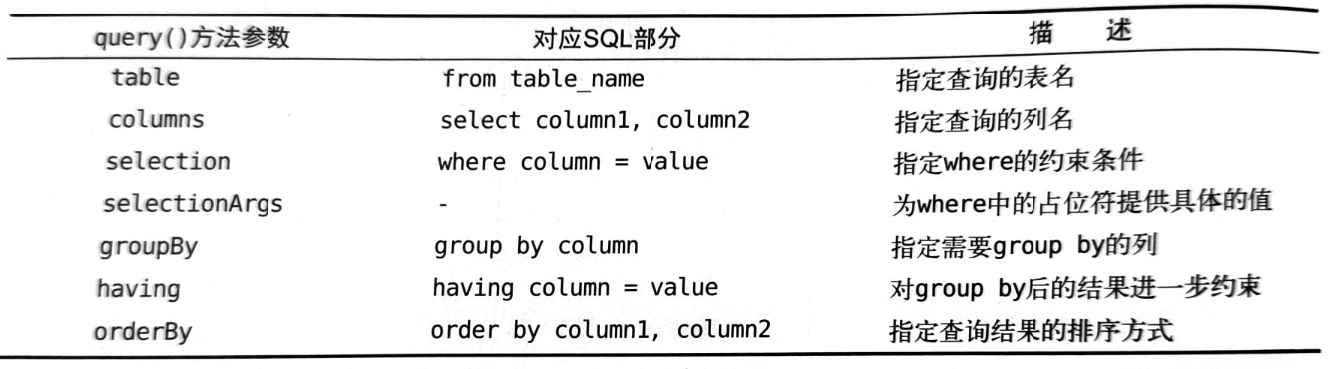 query()方法参数 对应SQL部分 描 述
table from table_name 指定查询的表名
columns select column1, column2 指定查询的列名
selection where column = value 指定where的约束条件
selectionArgs - 为where中的占位符提供具体的值
groupBy group by column 指定需要group by的列
having having column = value 对group by后的结果进一步约束
orderBy order by column1, column2 指定查询结果的排序方式